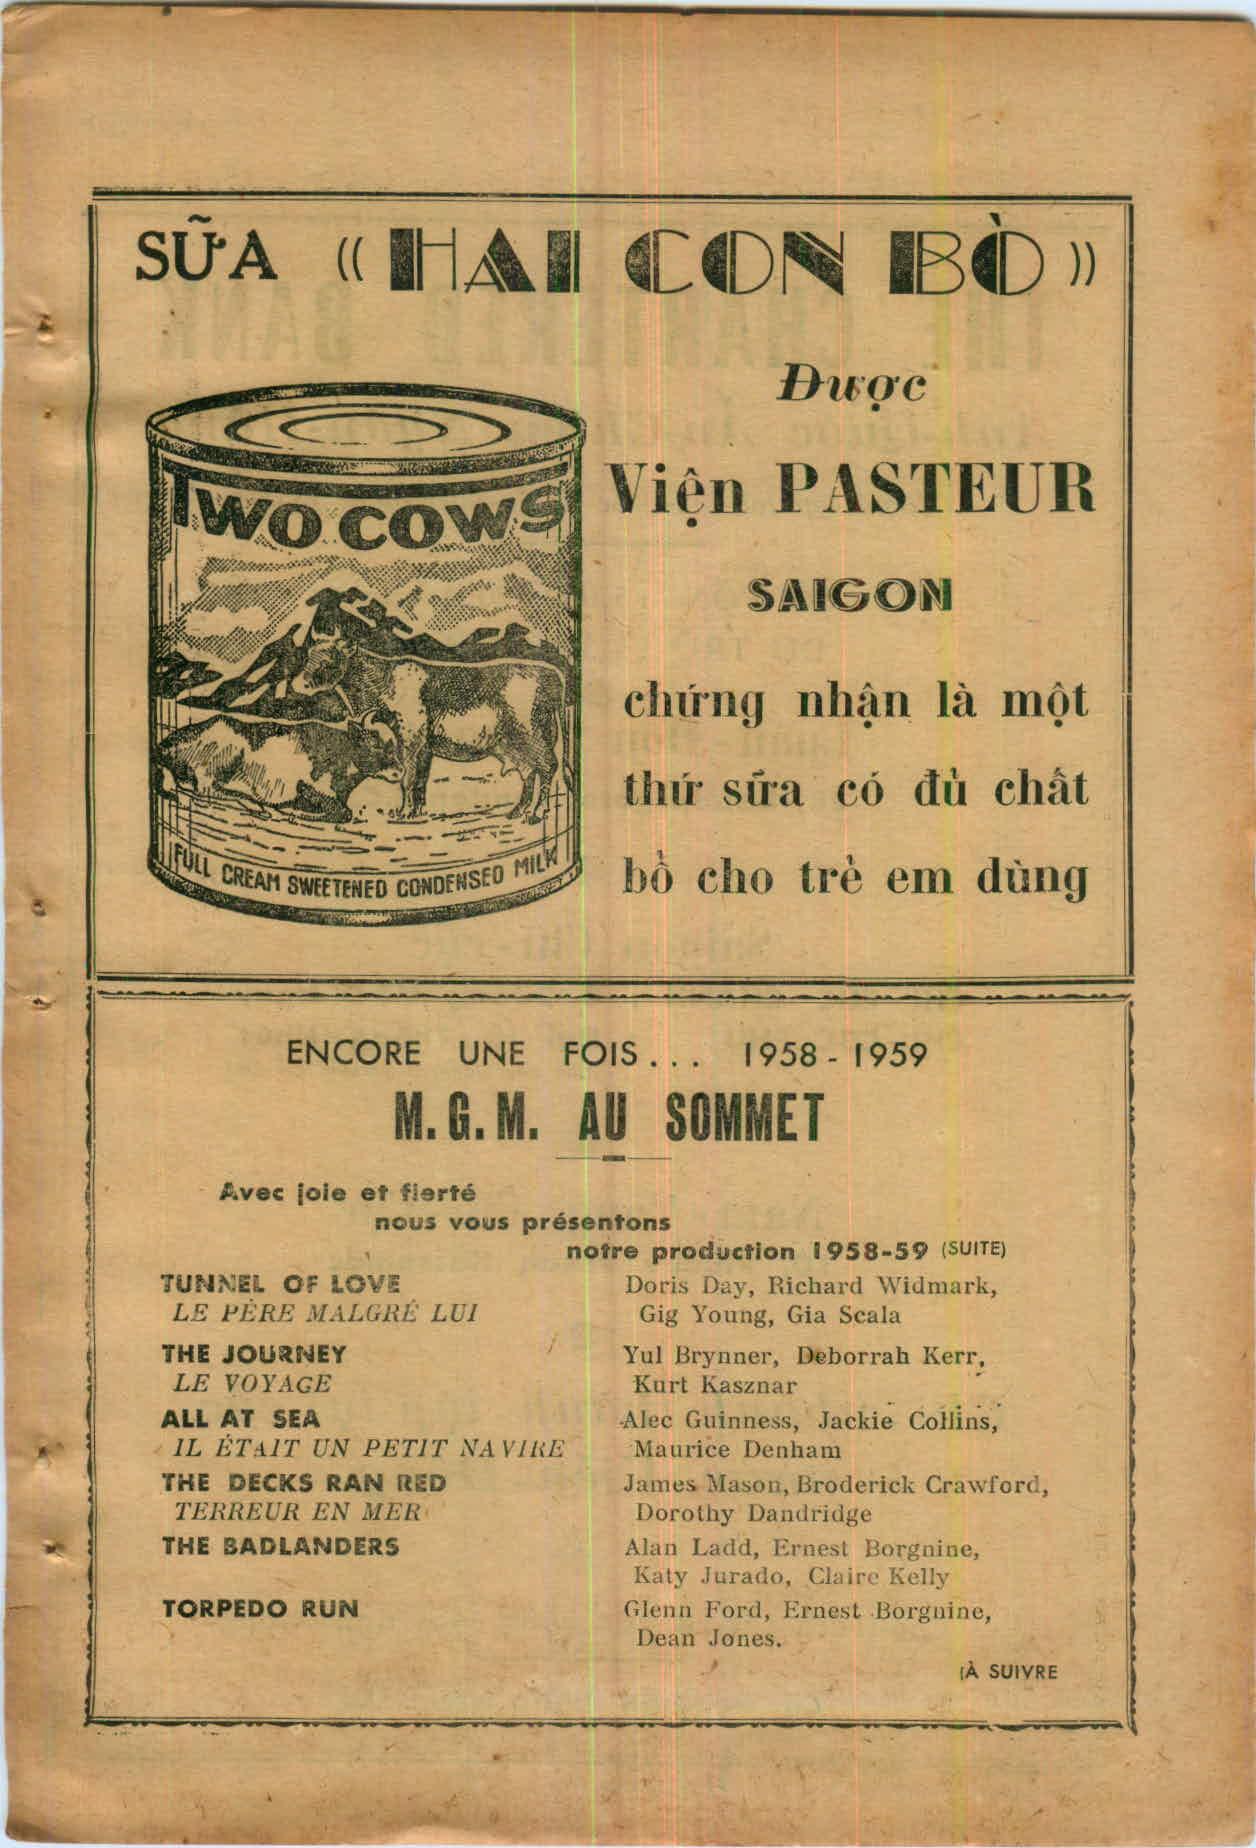 SỮA « HAI CON BÒ »
TWO COWS
FULL CREAM SWEETENED CONDENSED MILK
Được
Viện PASTEUR
SAIGON
chứng nhận là một
thứ sữa có đủ chất
bổ cho trẻ em dùng
ENCORE UNE FOIS... 1958 - 1959
M.G.M. AU SOMMET
Avec joie et fierté
nous vous présentons
notre production 1958-59 (SUITE)
TUNNEL OF LOVE Doris Day, Richard Widmark,
LE PÈRE MALGRÉ LUI Gig Young, Gia Scala
THE JOURNEY Yul Brynner, Deborrah Kerr,
LE VOYAGE Kurt Kasznar
ALL AT SEA Alec Guinness, Jackie Collins,
IL ÉTAIT UN PETIT NAVIRE Maurice Denham
THE DECKS RAN RED James Mason, Broderick Crawford,
TERREUR EN MER Dorothy Dandridge
THE BADLANDERS Alan Ladd, Ernest Borgnine,
Katy Jurado, Claire Kelly
TORPEDO RUN Glenn Ford, Ernest Borgnine,
Dean Jones.
(À SUIVRE